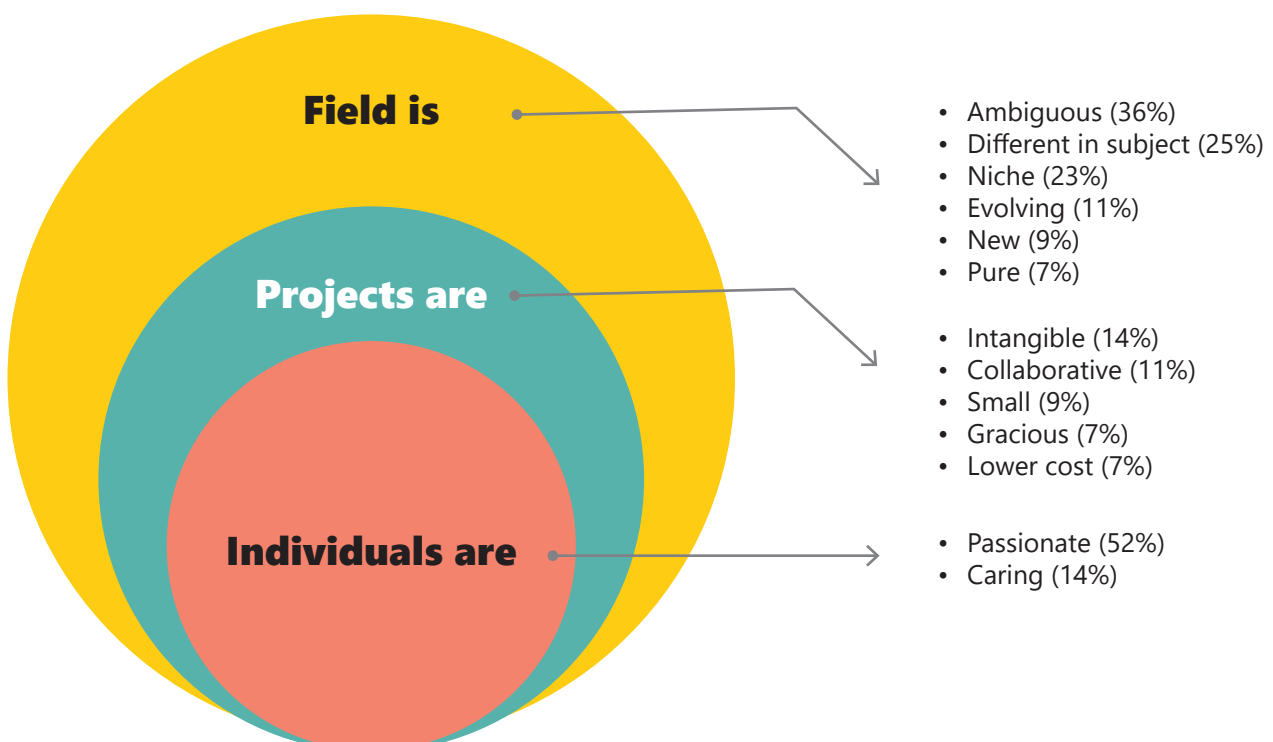 Field is
• Ambiguous (36%)
• Different in subject (25%)
• Niche (23%)
• Evolving (11%)
• New (9%)
• Pure (7%)
Projects are
• Intangible (14%)
• Collaborative (11%)
• Small (9%)
• Gracious (7%)
• Lower cost (7%)
Individuals are
• Passionate (52%)
• Caring (14%)